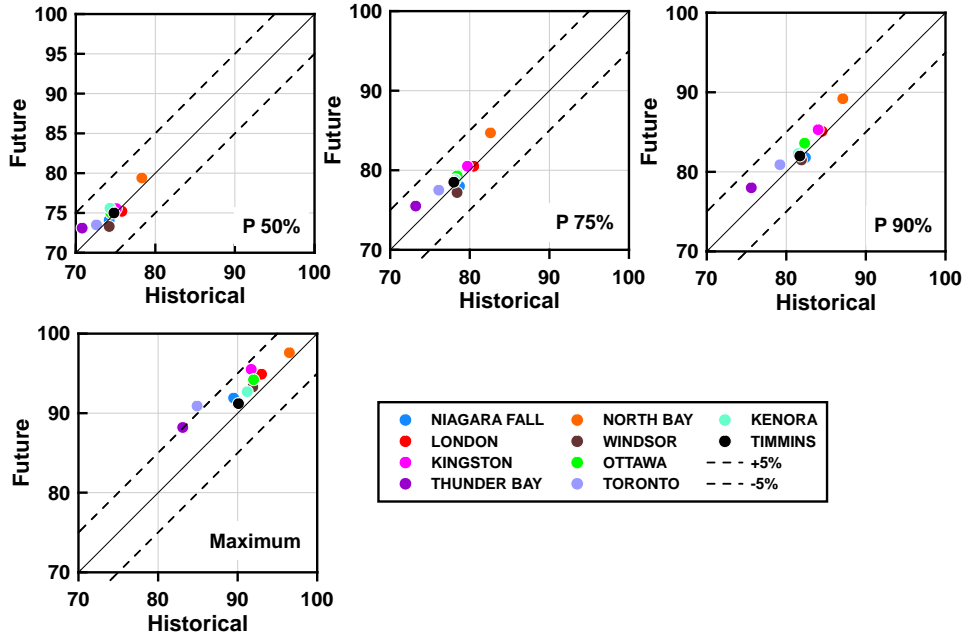 100
95
90
85
80
75
70
Future
P 50%
70 80 90 100
Historical
100
90
80
70
Future
P 75%
70 80 90 100
Historical
100
90
80
70
Future
P 90%
70 80 90 100
Historical
100
90
80
70
Future
Maximum
70 80 90 100
Historical
NIAGARA FALL NORTH BAY KENORA
LONDON WINDSOR TIMMINS
KINGSTON OTTAWA +5%
THUNDER BAY TORONTO -5%